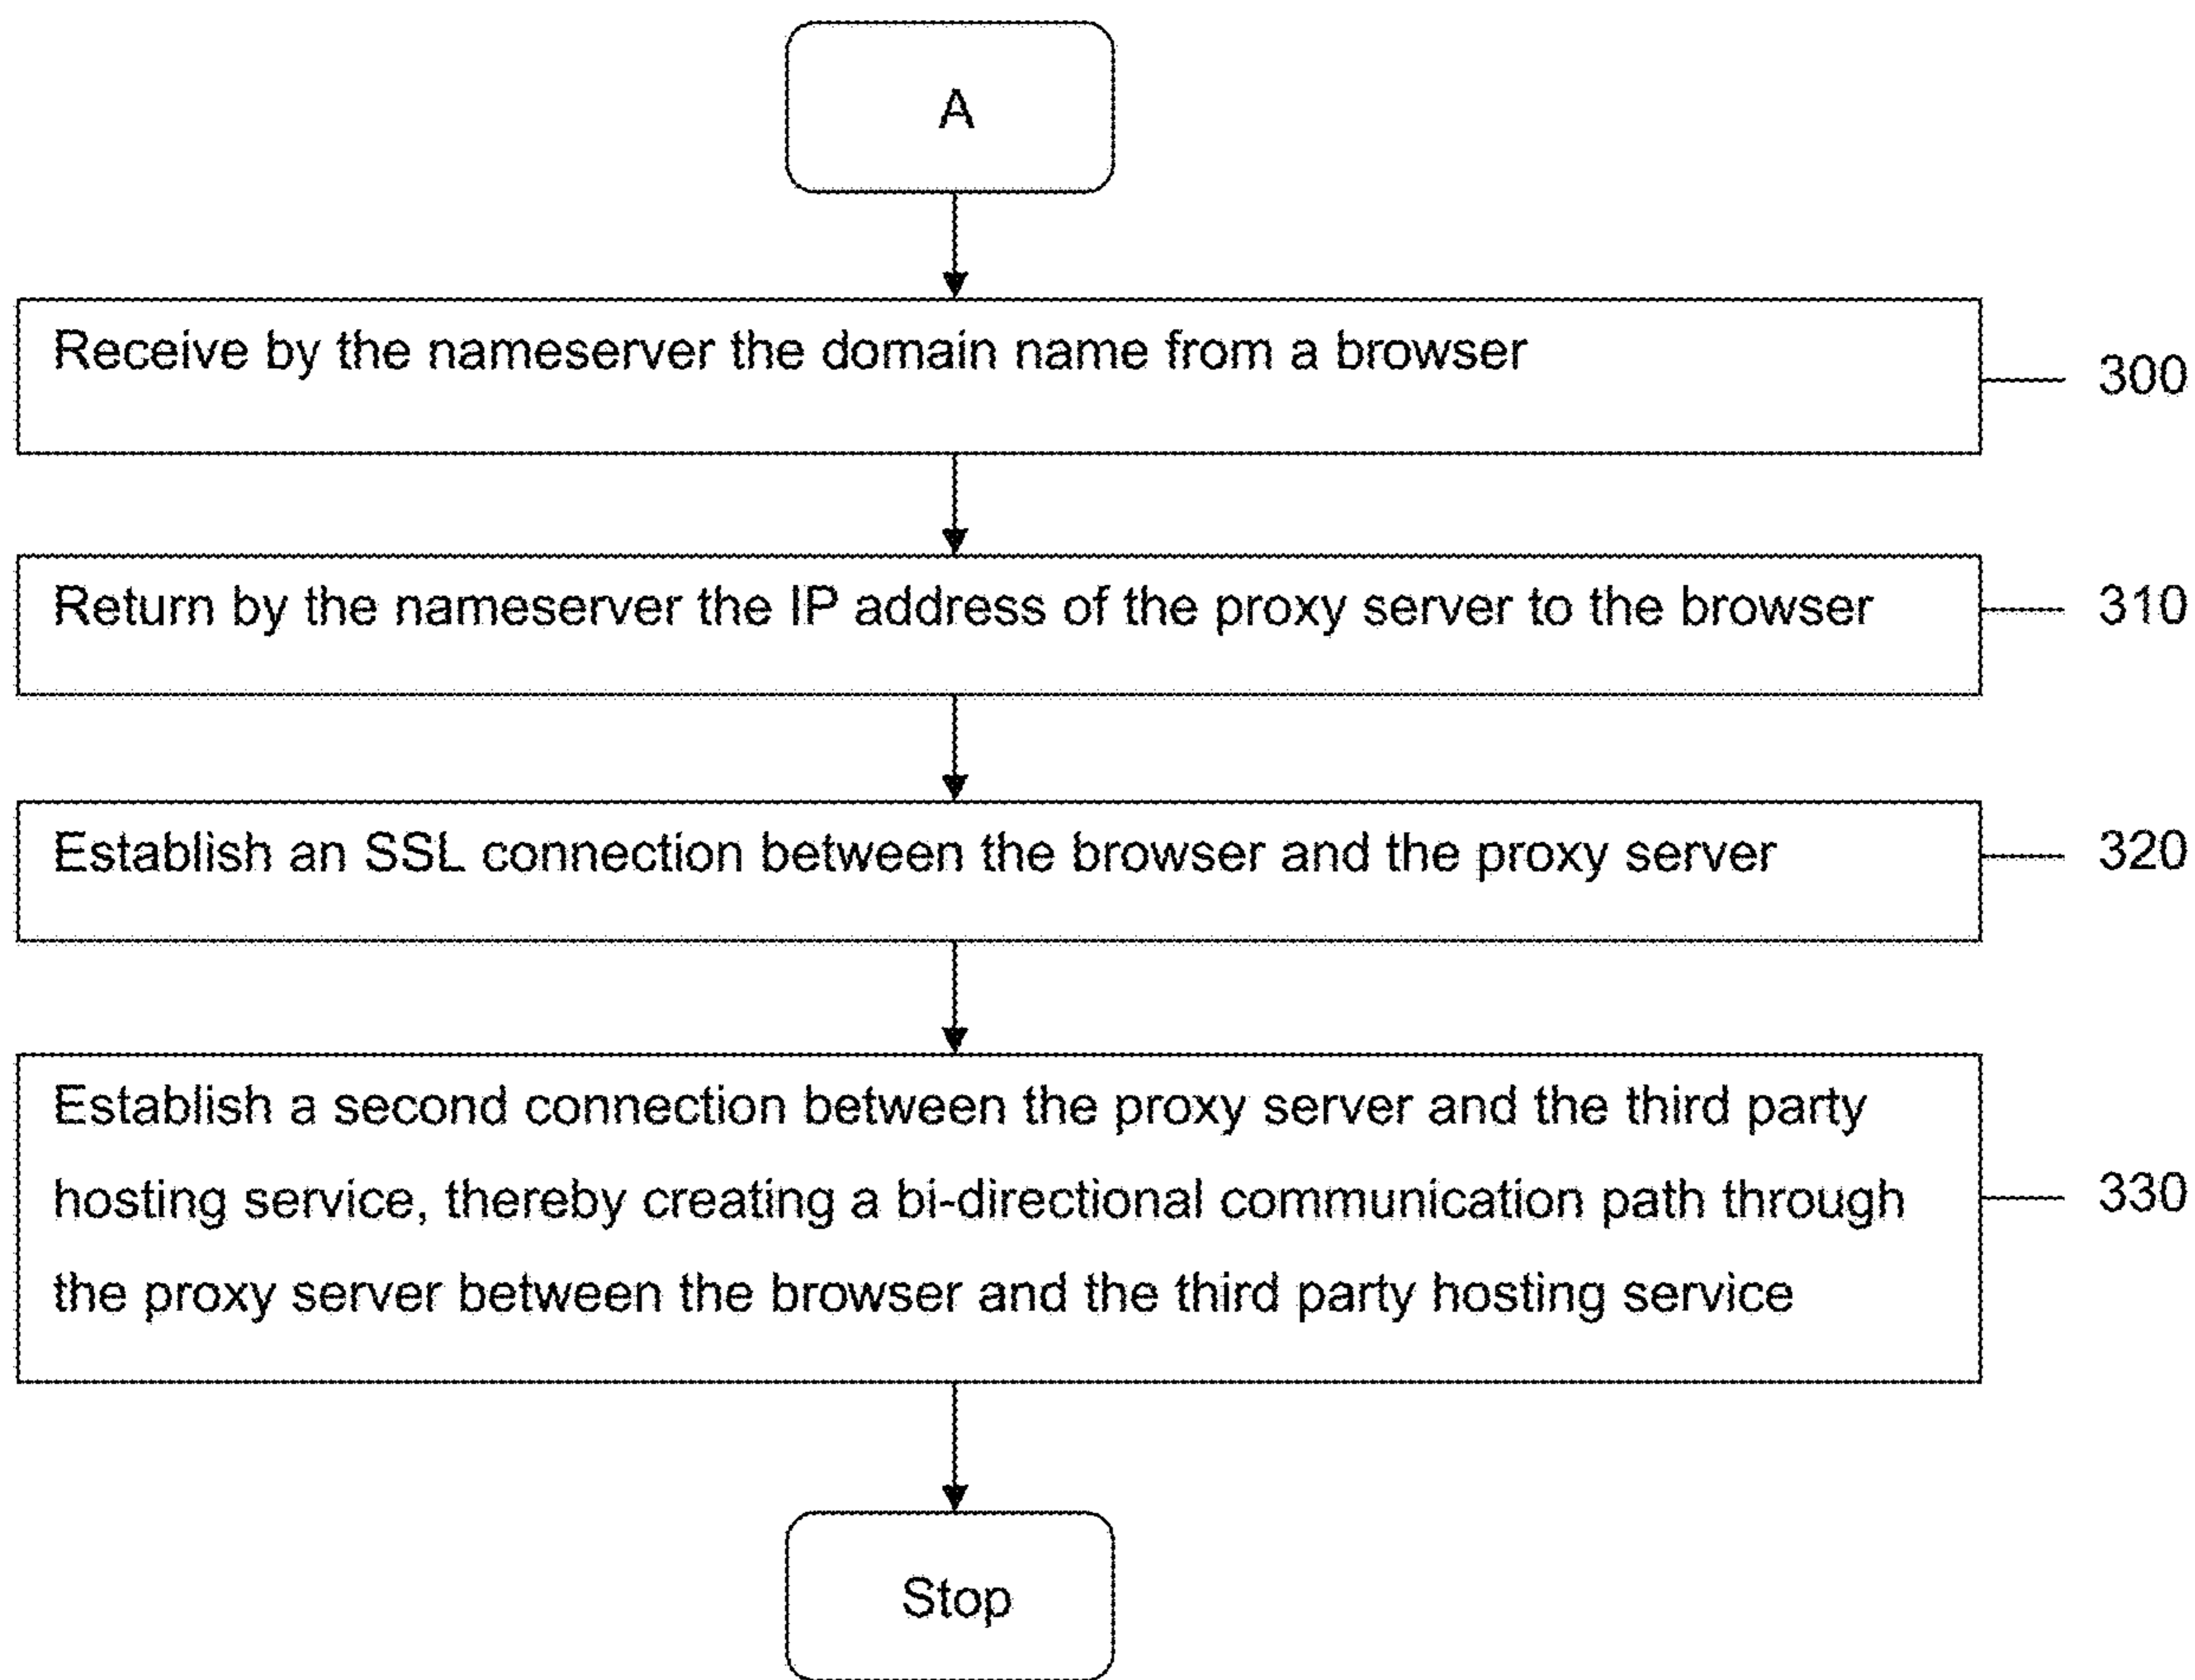 A
Receive by the nameserver the domain name from a browser
300
Return by the nameserver the IP address of the proxy server to the browser
310
Establish an SSL connection between the browser and the proxy server
320
Establish a second connection between the proxy server and the third party
hosting service, thereby creating a bi-directional communication path through
330
the proxy server between the browser and the third party hosting service
Stop